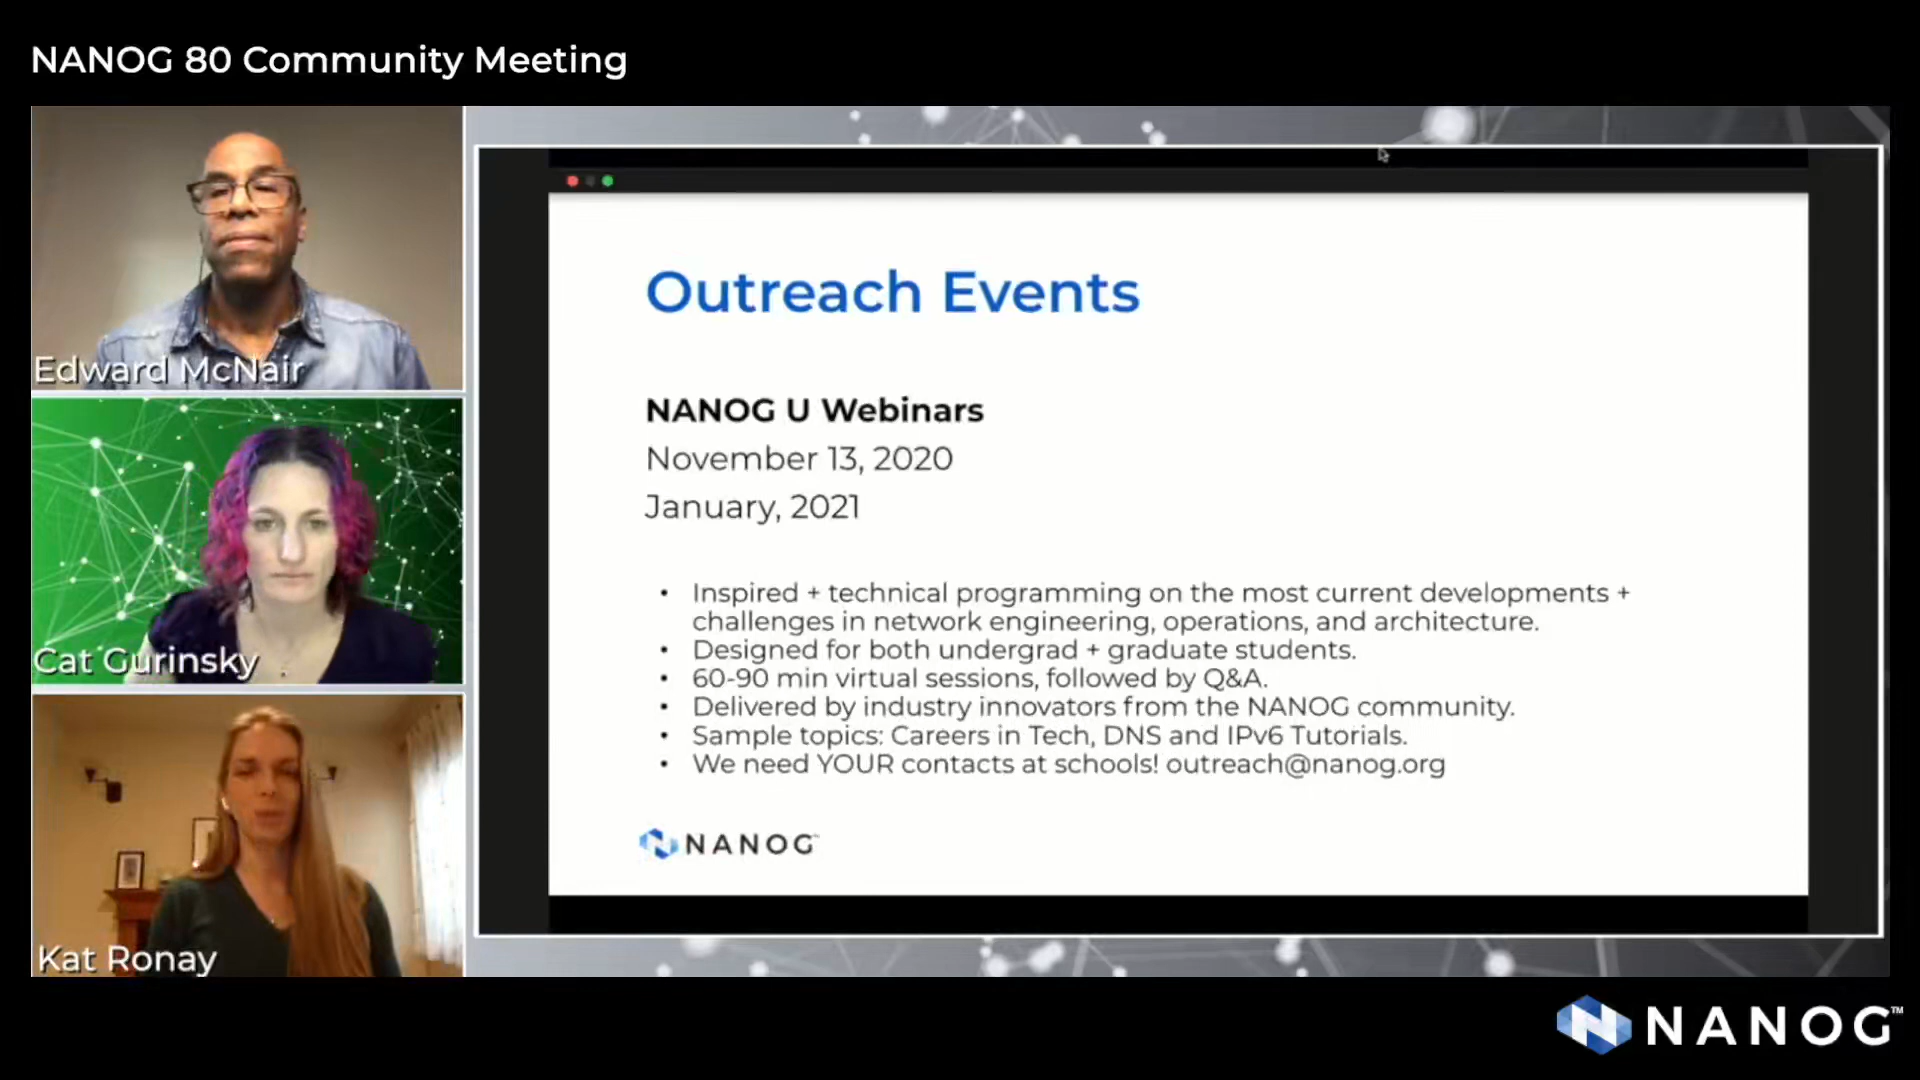 NANOG 80 Community Meeting
Edward McNair
Cat Gurinsky
Kat Ronay
Outreach Events
NANOG U Webinars
November 13, 2020
January, 2021
• Inspired + technical programming on the most current developments +
challenges in network engineering, operations, and architecture.
• Designed for both undergrad + graduate students.
• 60-90 min virtual sessions, followed by Q&A.
• Delivered by industry innovators from the NANOG community.
• Sample topics: Careers in Tech, DNS and IPv6 Tutorials.
• We need YOUR contacts at schools! outreach@nanog.org
NANOG™
NANOG™